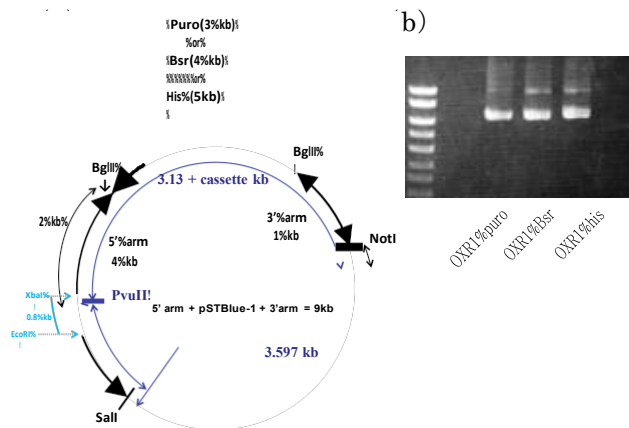 b)
%Puro(3%kb)%
%or%
%Bsr(4%kb)%
%%%%%%%or%
His%(5kb)%
%
BglII%
BglII%
3.13 + cassette kb
2%kb%
5'%arm
4%kb
3'%arm
1%kb
NotI
XbaI%
0.8%kb
EcoRI%
PvuII!
5' arm + pSTBlue-1 + 3'arm = 9kb
3.597 kb
SalI
OXR1%puro
OXR1%Bsr
OXR1%his